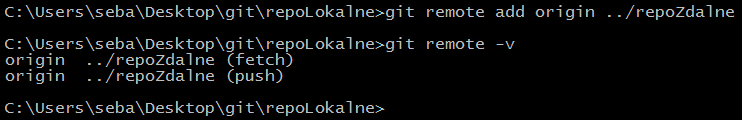 C:\Users\seba\Desktop\git\repoLokalne>git remote add origin ../repoZdalne
C:\Users\seba\Desktop\git\repoLokalne>git remote -v
origin  ../repoZdalne (fetch)
origin  ../repoZdalne (push)
C:\Users\seba\Desktop\git\repoLokalne>